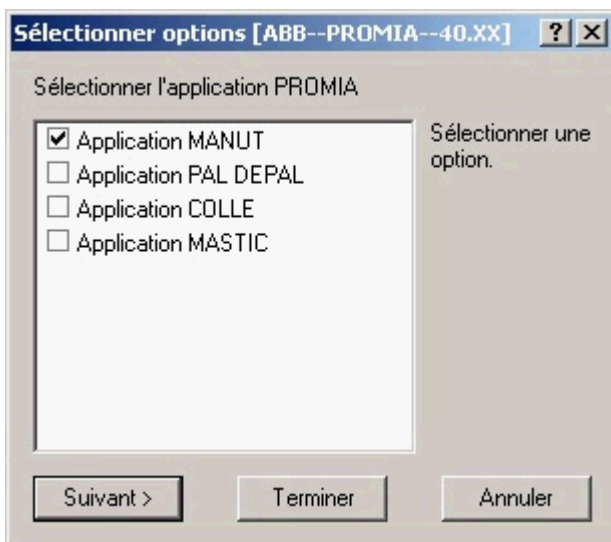 Sélectionner options [ABB--PROMIA--40.XX]
Sélectionner l'application PROMIA
Application MANUT
Application PAL DEPAL
Application COLLE
Application MASTIC
Sélectionner une
option.
Suivant >
Terminer
Annuler